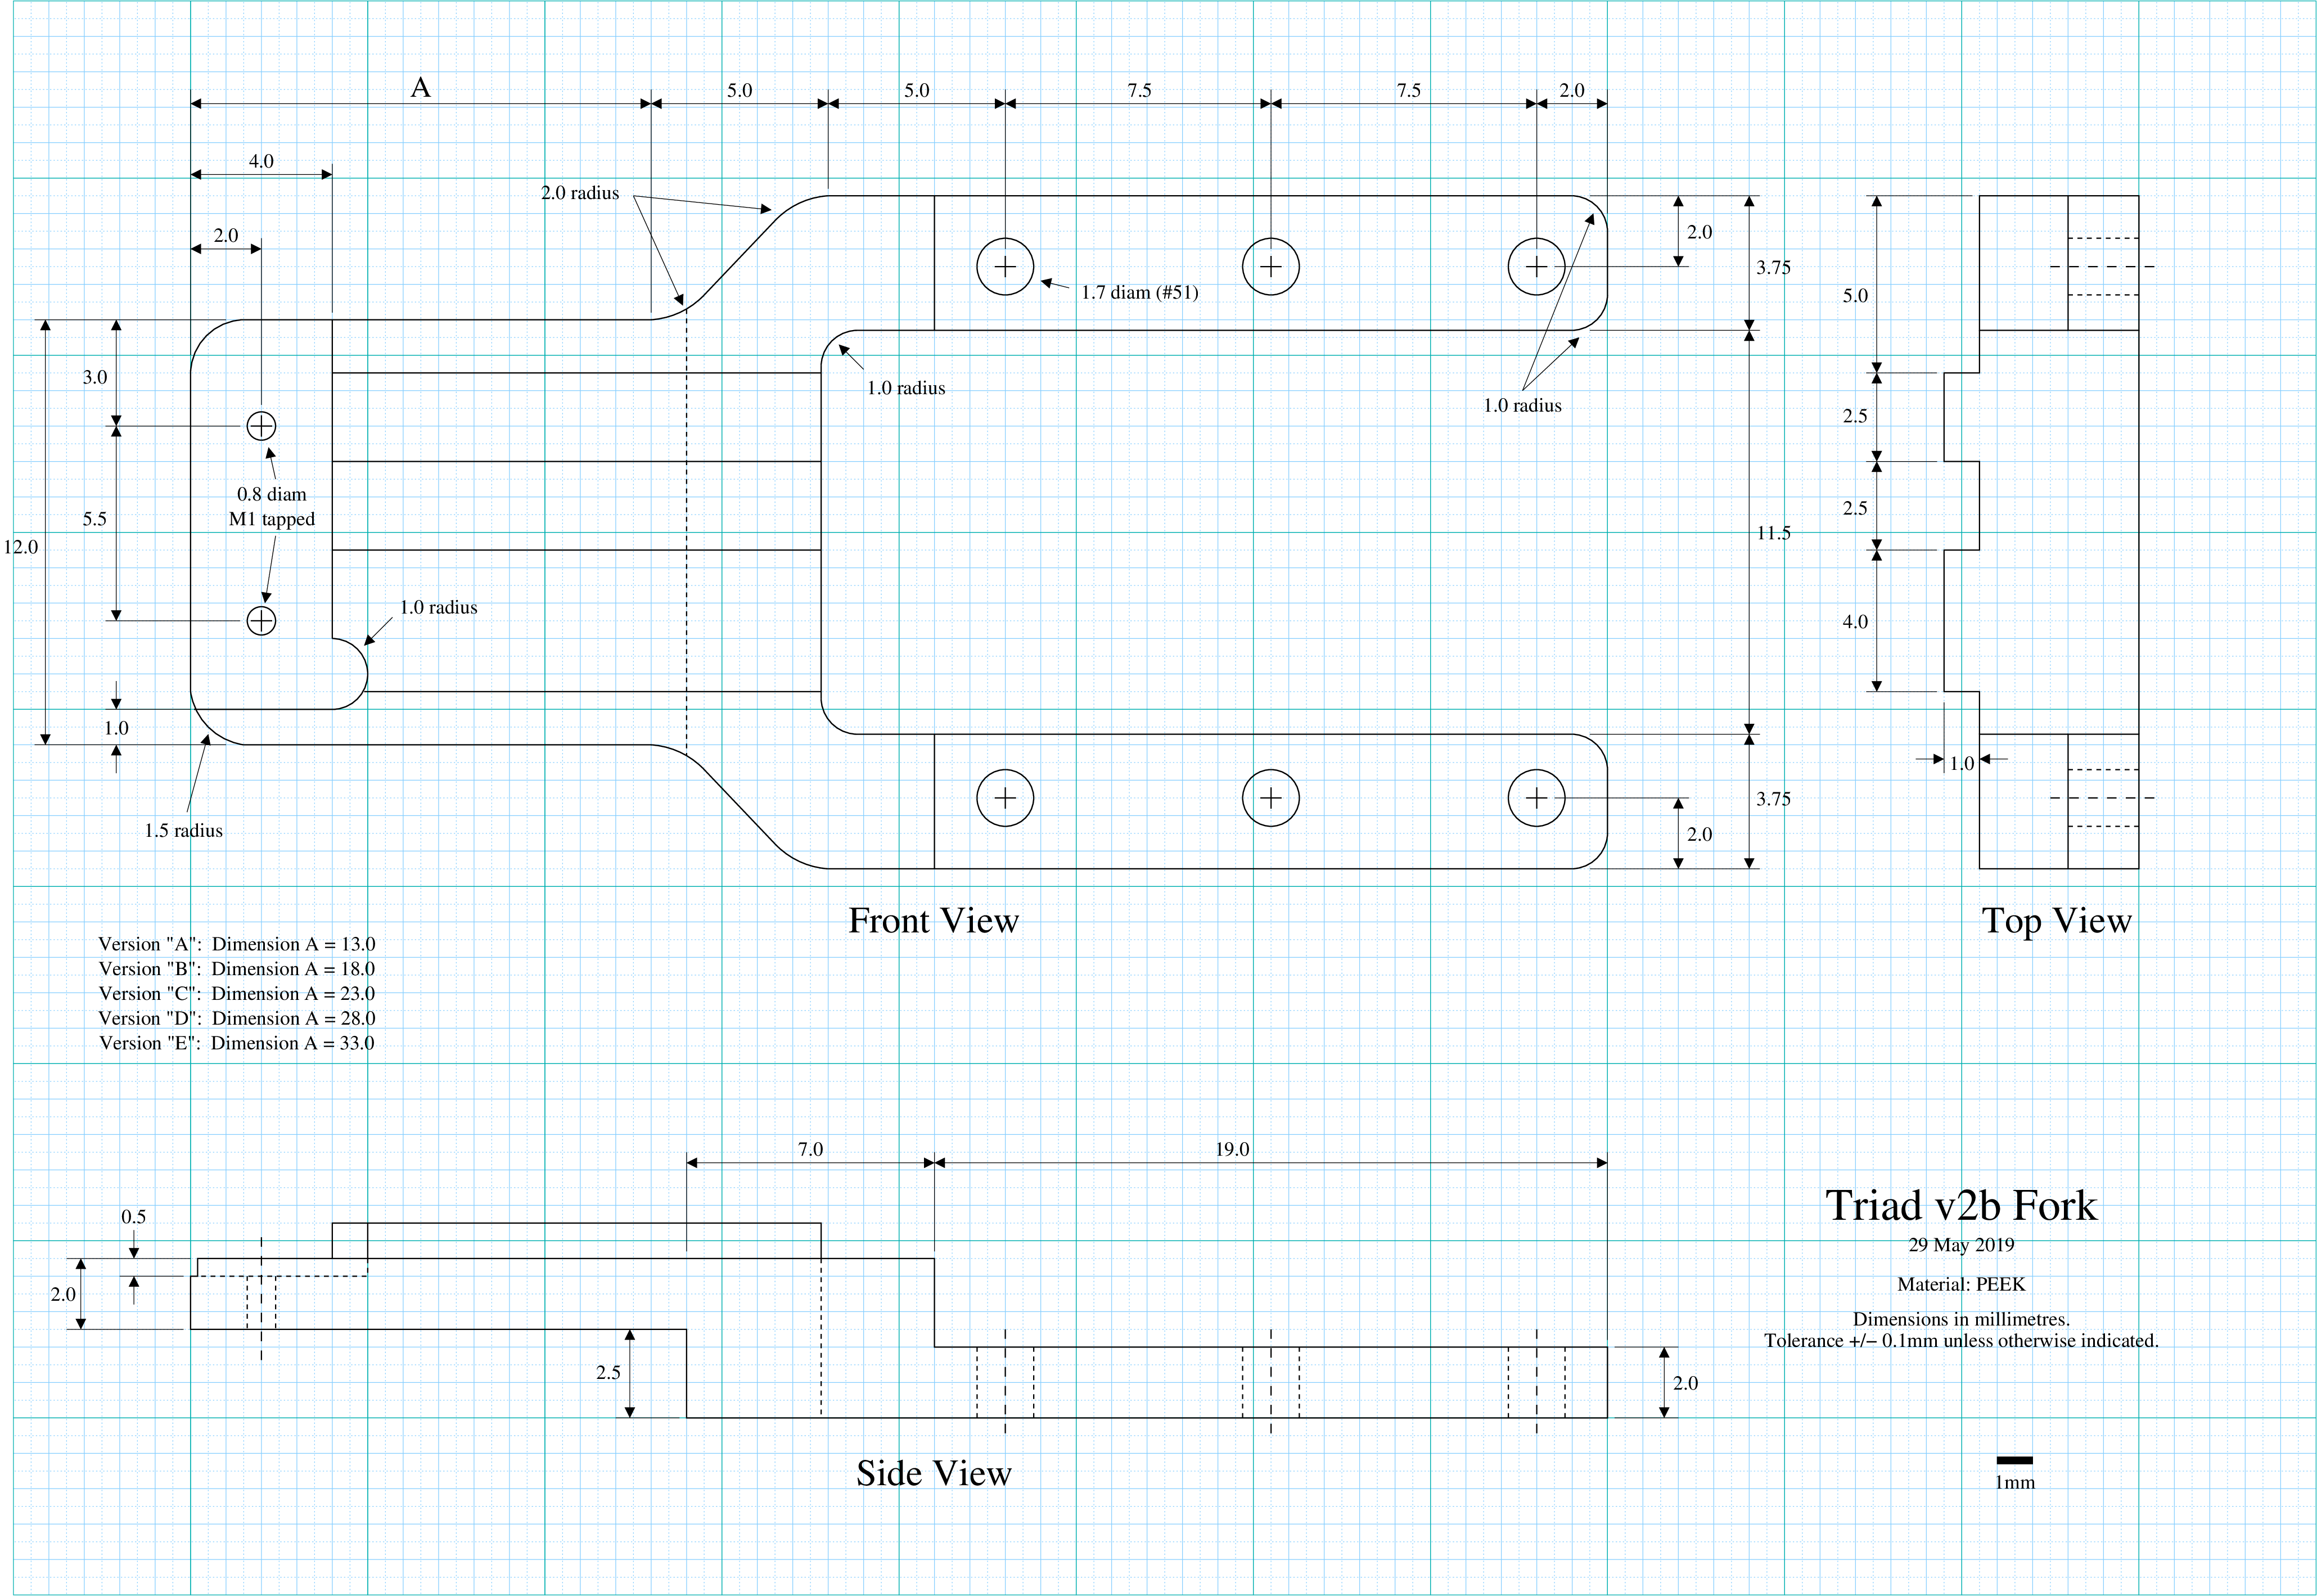 A
5.0
5.0
7.5
7.5
2.0
4.0
2.0 radius
2.0
2.0
3.75
1.7 diam (#51)
5.0
3.0
1.0 radius
1.0 radius
2.5
0.8 diam
M1 tapped
5.5
12.0
11.5
2.5
1.0 radius
4.0
1.0
1.0
3.75
1.5 radius
2.0
Front View
Top View
Version "A": Dimension A = 13.0
Version "B": Dimension A = 18.0
Version "C": Dimension A = 23.0
Version "D": Dimension A = 28.0
Version "E": Dimension A = 33.0
7.0
19.0
0.5
2.0
2.5
2.0
Side View
Triad v2b Fork
29 May 2019
Material: PEEK
Dimensions in millimetres.
Tolerance +/− 0.1mm unless otherwise indicated.
1mm